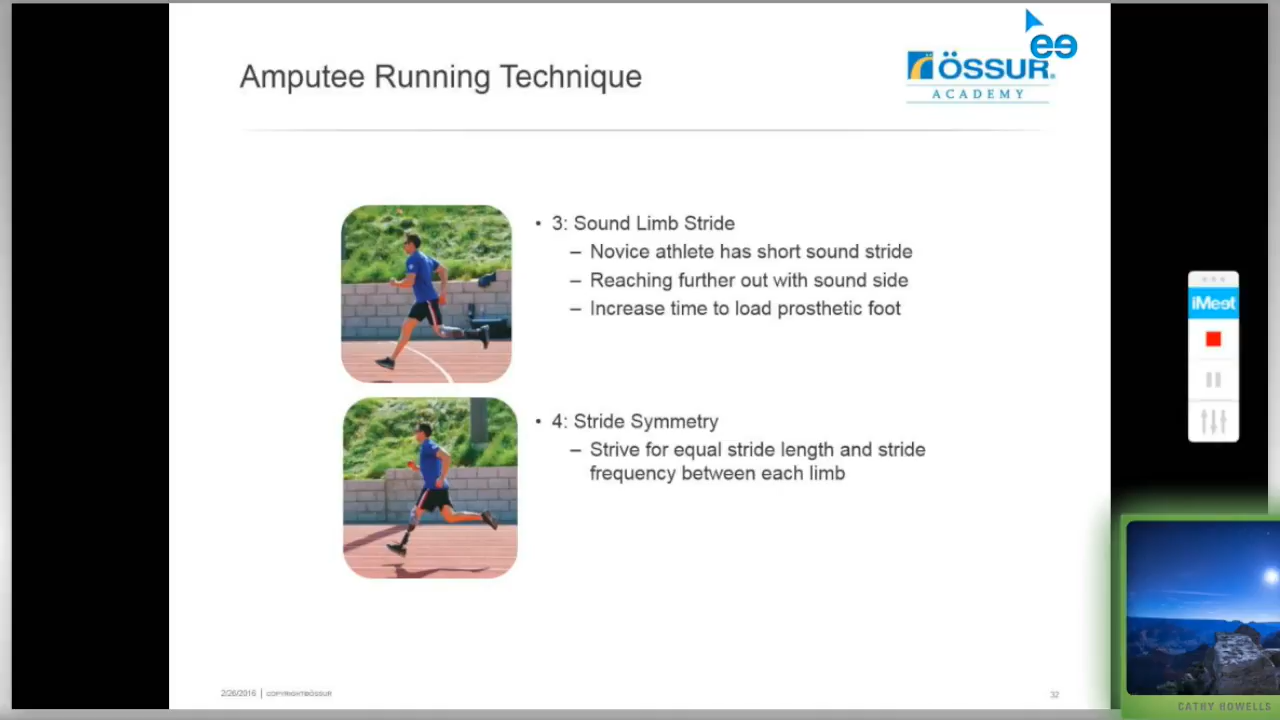 Amputee Running Technique
ee
ÖSSUR®
ACADEMY
• 3: Sound Limb Stride
– Novice athlete has short sound stride
– Reaching further out with sound side
– Increase time to load prosthetic foot
iMeet
• 4: Stride Symmetry
– Strive for equal stride length and stride
frequency between each limb
2/26/2016 | COPYRIGHT©ÖSSUR
32
CATHY HOWELLS